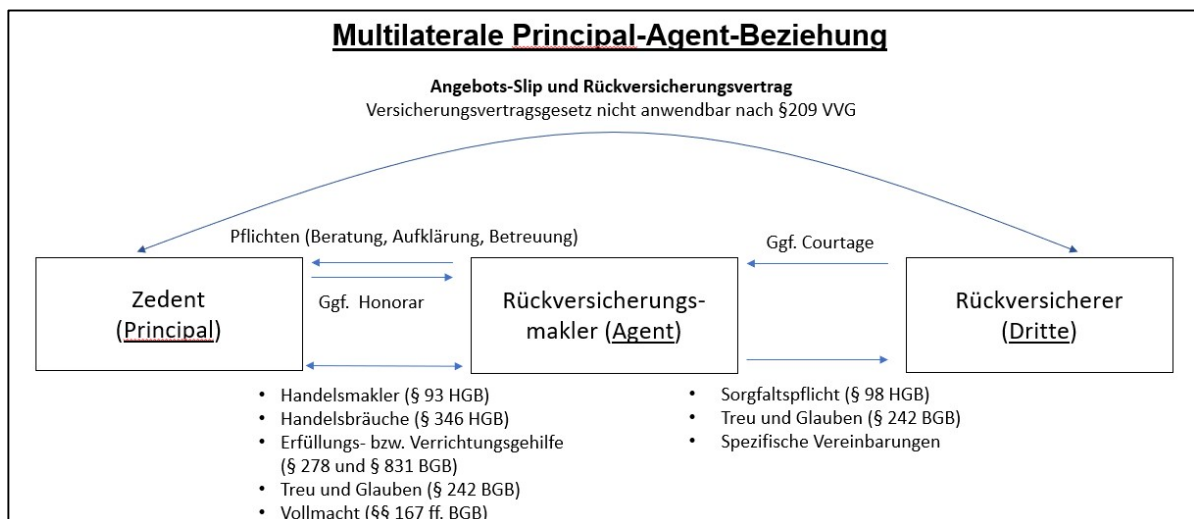 Multilaterale Principal-Agent-Beziehung
Angebots-Slip und Rückversicherungsvertrag
Versicherungsvertragsgesetz nicht anwendbar nach §209 VVG
Pflichten (Beratung, Aufklärung, Betreuung)
Ggf. Courtage
Zedent
(Principal)
Ggf. Honorar
Rückversicherungs-
makler (Agent)
Rückversicherer
(Dritte)
• Handelsmakler (§ 93 HGB)
• Handelsbräuche (§ 346 HGB)
• Erfüllungs- bzw. Verrichtungsgehilfe
(§ 278 und § 831 BGB)
• Treu und Glauben (§ 242 BGB)
• Vollmacht (§§ 167 ff. BGB)
• Sorgfaltspflicht (§ 98 HGB)
• Treu und Glauben (§ 242 BGB)
• Spezifische Vereinbarungen